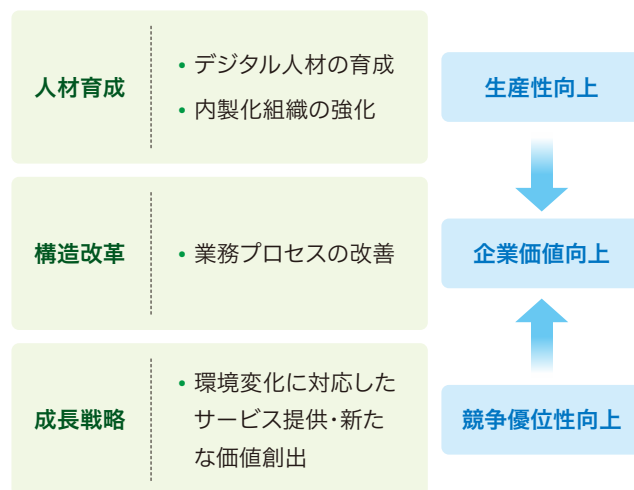 人材育成
• デジタル人材の育成
• 内製化組織の強化
生産性向上
構造改革
• 業務プロセスの改善
企業価値向上
成長戦略
• 環境変化に対応した
サービス提供・新た
な価値創出
競争優位性向上